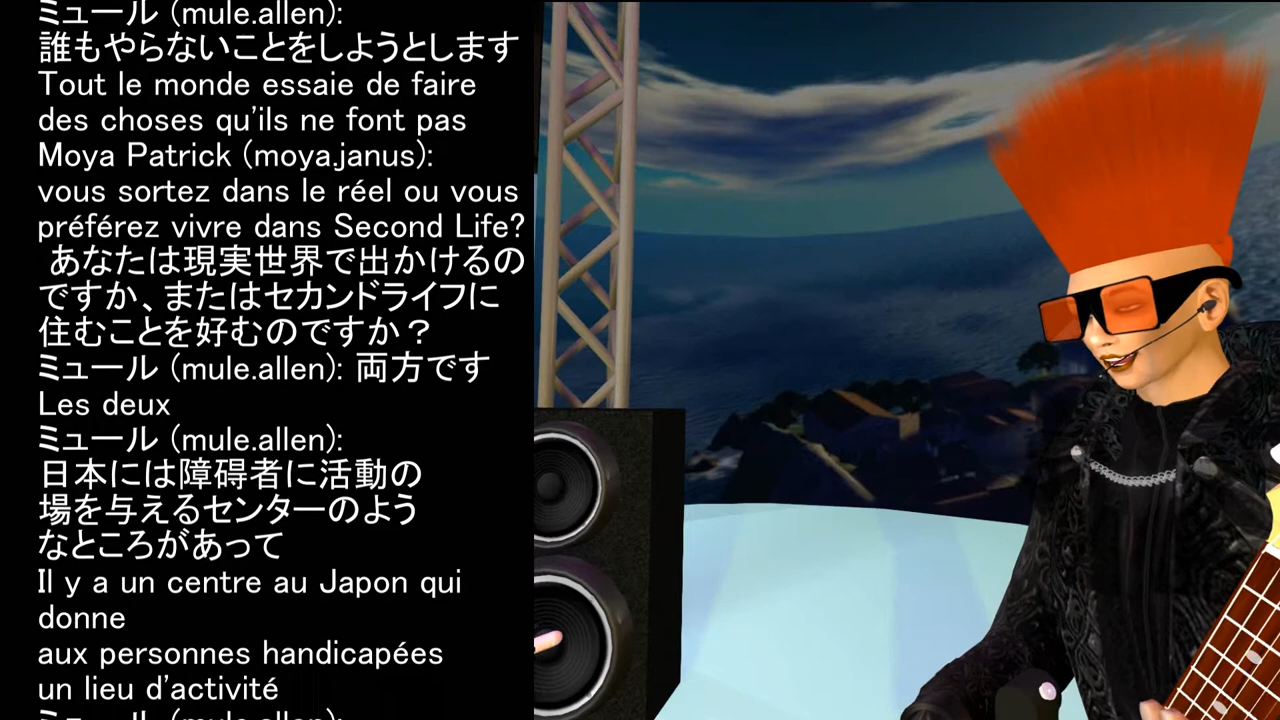 ミュール (mule.allen):
誰もやらないことをしようとします
Tout le monde essaie de faire
des choses qu'ils ne font pas
Moya Patrick (moya.janus):
vous sortez dans le réel ou vous
préférez vivre dans Second Life?
あなたは現実世界で出かけるの
ですか、またはセカンドライフに
住むことを好むのですか？
ミュール (mule.allen): 両方です
Les deux
ミュール (mule.allen):
日本には障碍者に活動の
場を与えるセンターのよう
なところがあって
Il y a un centre au Japon qui
donne
aux personnes handicapées
un lieu d'activité
ミュール (mule.allen):